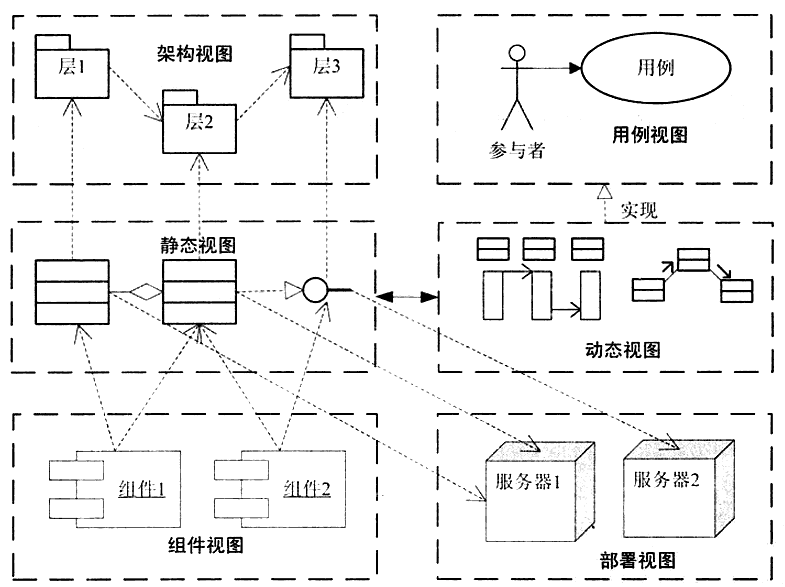 架构视图
层1
层2
层3
用例
参与者
用例视图
实现
静态视图
动态视图
组件1
组件2
组件视图
服务器1
服务器2
部署视图